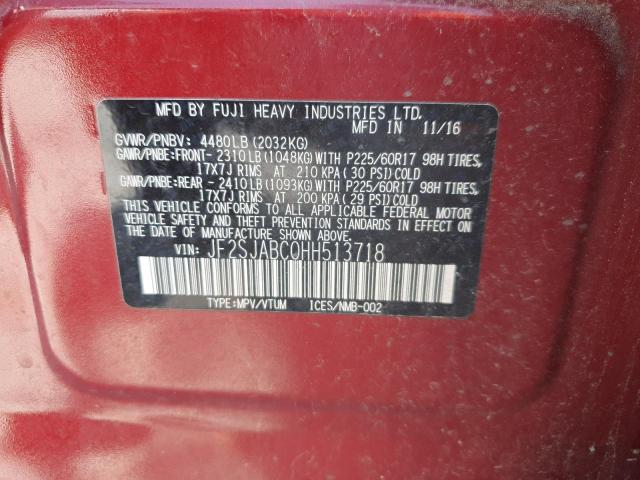 MFD BY FUJI HEAVY INDUSTRIES LTD.
MFD IN 11/16
GVWR/PNBV: 4480LB (2032KG)
GAWR/PNBE: FRONT- 2310LB (1048KG) WITH P225/60R17 98H TIRES,
17X7J RIMS AT 210 KPA (30 PSI) COLD
GAWR/PNBE: REAR - 2410LB (1093KG) WITH P225/60R17 98H TIRES,
17X7J RIMS AT 200 KPA (29 PSI) COLD
THIS VEHICLE CONFORMS TO ALL APPLICABLE FEDERAL MOTOR
VEHICLE SAFETY AND THEFT PREVENTION STANDARDS IN EFFECT
ON THE DATE OF MANUFACTURE SHOWN ABOVE.
VIN: JF2SJABC0HH513718
TYPE:MPV/VTUM ICES/NMB-002